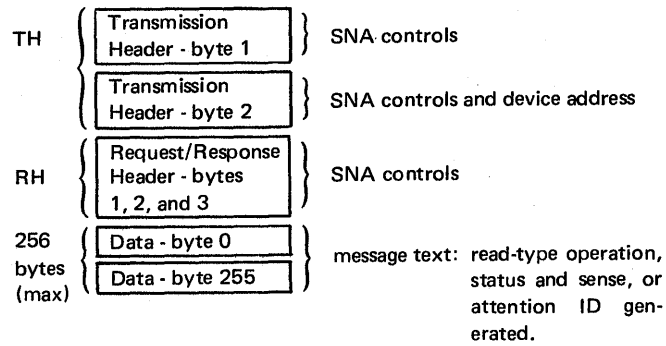 TH
Transmission
Header - byte 1
SNA controls
Transmission
Header - byte 2
SNA controls and device address
RH
Request/Response
Header - bytes
1, 2, and 3
SNA controls
256
bytes
(max)
Data - byte 0
Data - byte 255
message text: read-type operation,
status and sense, or
attention ID gen-
erated.